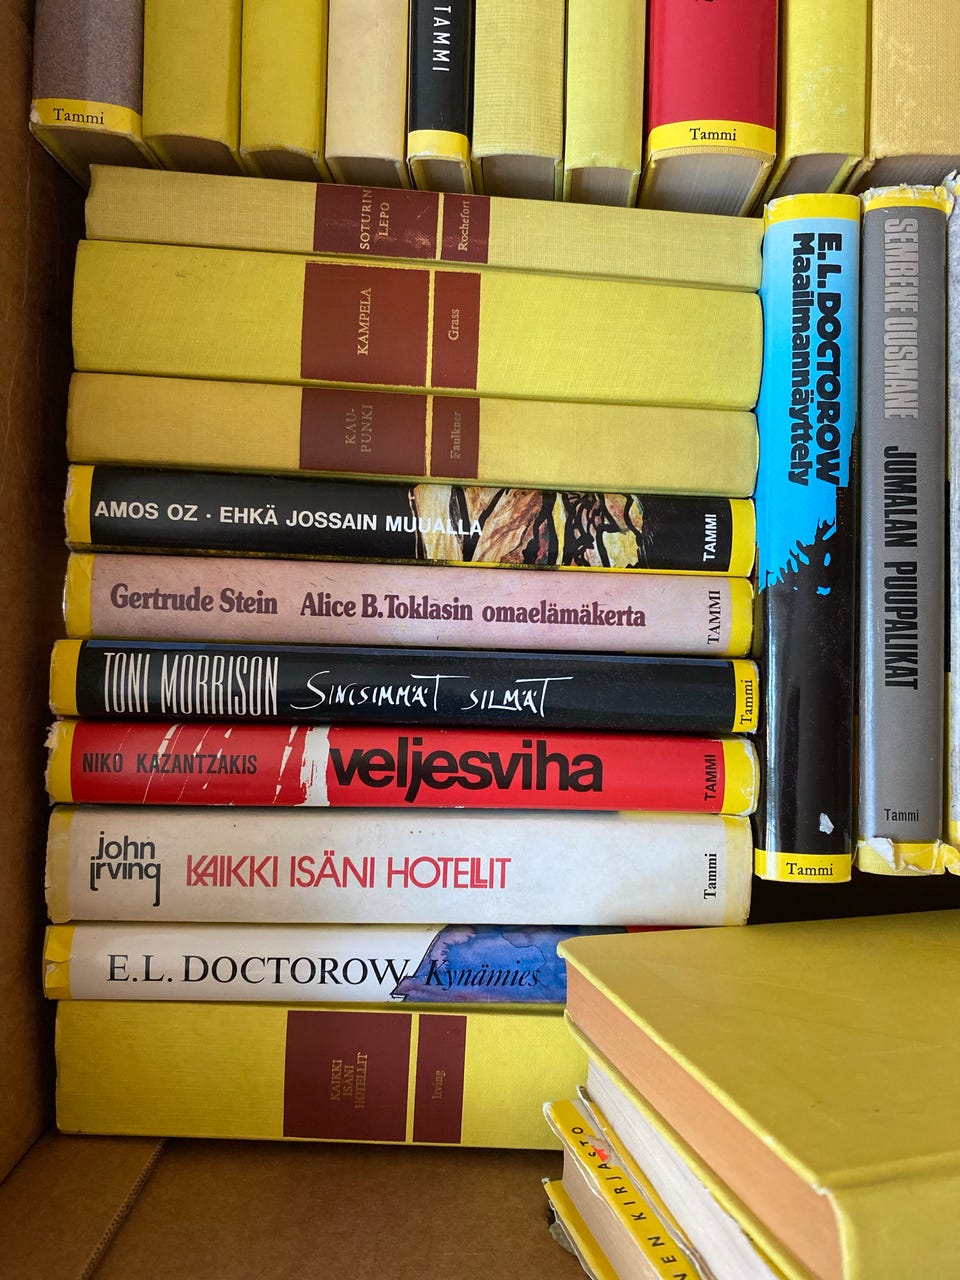 Tammi
TAMMI
Tammi
SOTURIN
LEPO
Rochefort
KAMPELA
Grass
KAU-
PUNKI
Faulkner
AMOS OZ · EHKÄ JOSSAIN MUUALLA
TAMMI
Gertrude Stein Alice B. Toklasin omaelämäkerta
TAMMI
TONI MORRISON SINISIMMÄT SILMÄT
Tammi
NIKO KAZANTZAKIS veljesviha
TAMMI
john
irving
KAIKKI ISÄNI HOTELLIT
Tammi
E.L. DOCTOROW Kynämies
KAIKKI
ISÄNI
HOTELLIT
Irving
E.L. DOCTOROW
Maailmannäyttely
Tammi
SEMBENE OUSMANE JUMALAN PUUPALIKAT
Tammi
NEN KIRJASTO